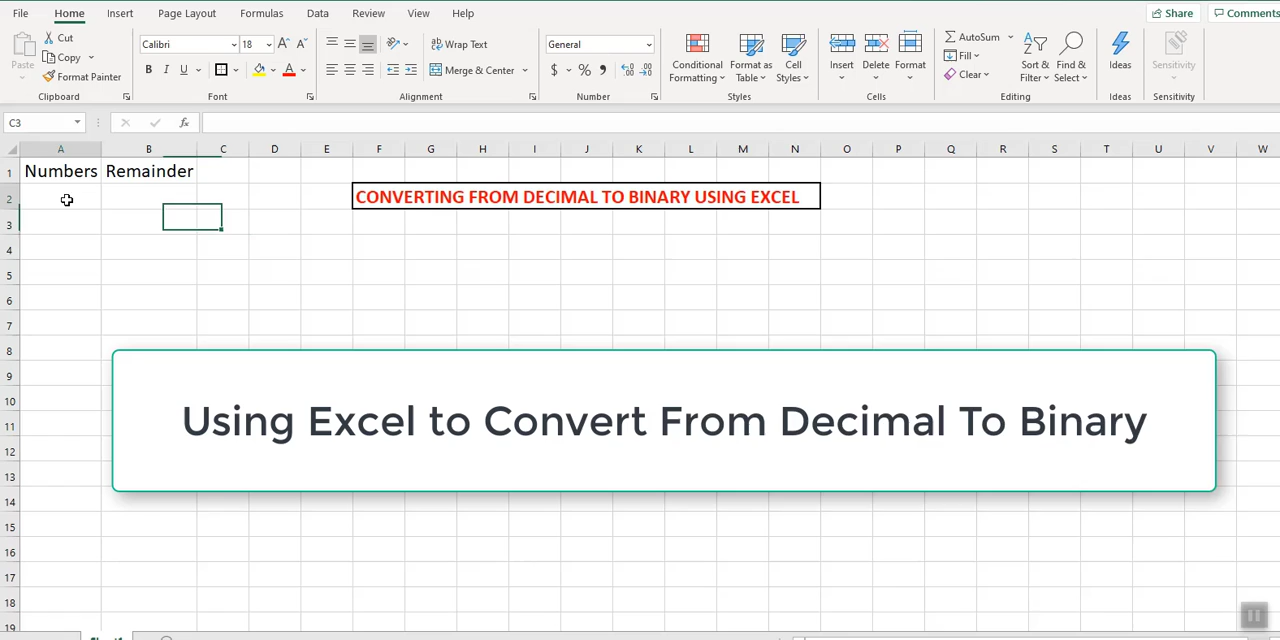 File Home Insert Page Layout Formulas Data Review View Help Share Comments
Cut Calibri 18 Wrap Text General AutoSum
Paste Copy Fill
Format Painter B I U Merge & Center $ % Clear
Conditional Formatting Format as Table Cell Styles Insert Delete Format Sort & Filter Find & Select Ideas Sensitivity
Clipboard Font Alignment Number Styles Cells Editing Ideas Sensitivity
C3 fx
A B C D E F G H I J K L M N O P Q R S T U V W
1 Numbers Remainder
2 CONVERTING FROM DECIMAL TO BINARY USING EXCEL
3
4
5
6
7
8
9
10
Using Excel to Convert From Decimal To Binary
11
12
13
14
15
16
17
18
19